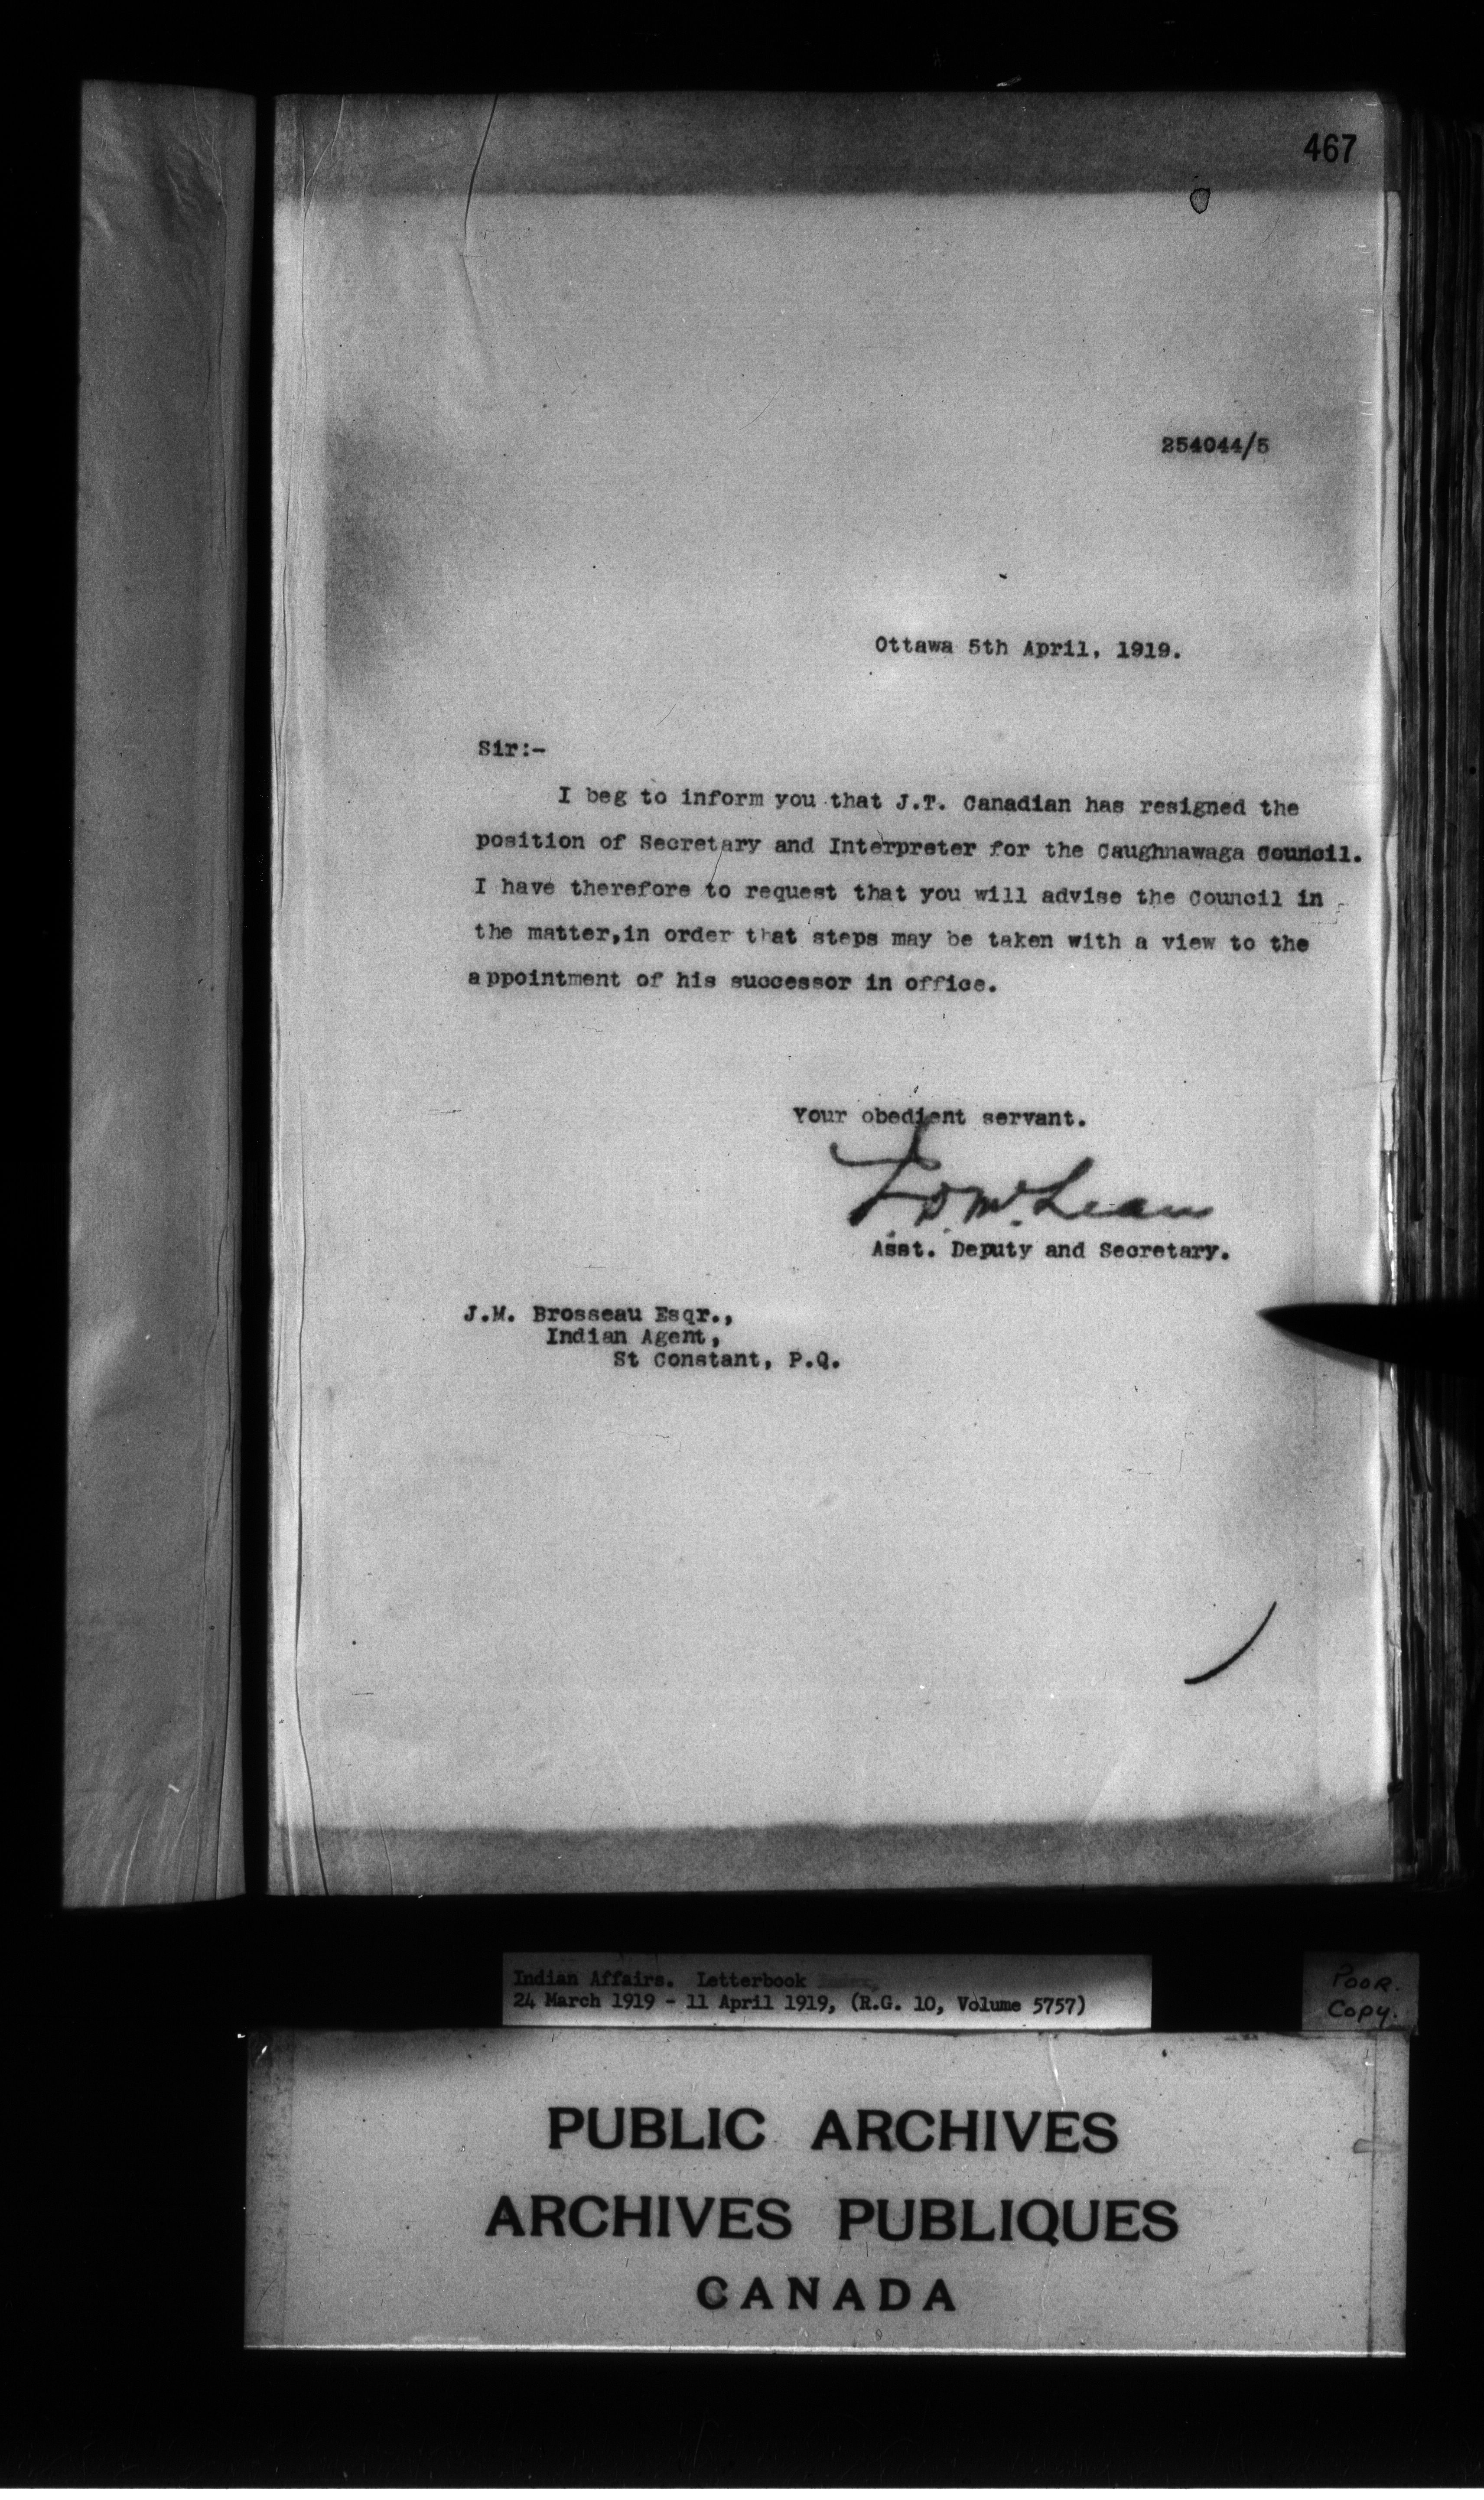 467
254044/5
Ottawa 5th April, 1919.
Sir:-
I beg to inform you that J.T. Canadian has resigned the
position of Secretary and Interpreter for the Caughnawaga Council.
I have therefore to request that you will advise the Council in
the matter,in order that steps may be taken with a view to the
appointment of his successor in office.
Your obedient servant.
J D McLean
Asst. Deputy and Secretary.
J.M. Brosseau Esqr.,
Indian Agent,
St Constant, P.Q.
Indian Affairs. Letterbook
24 March 1919 - 11 April 1919, (R.G. 10, Volume 5757)
POOR.
Copy.
PUBLIC ARCHIVES
ARCHIVES PUBLIQUES
CANADA